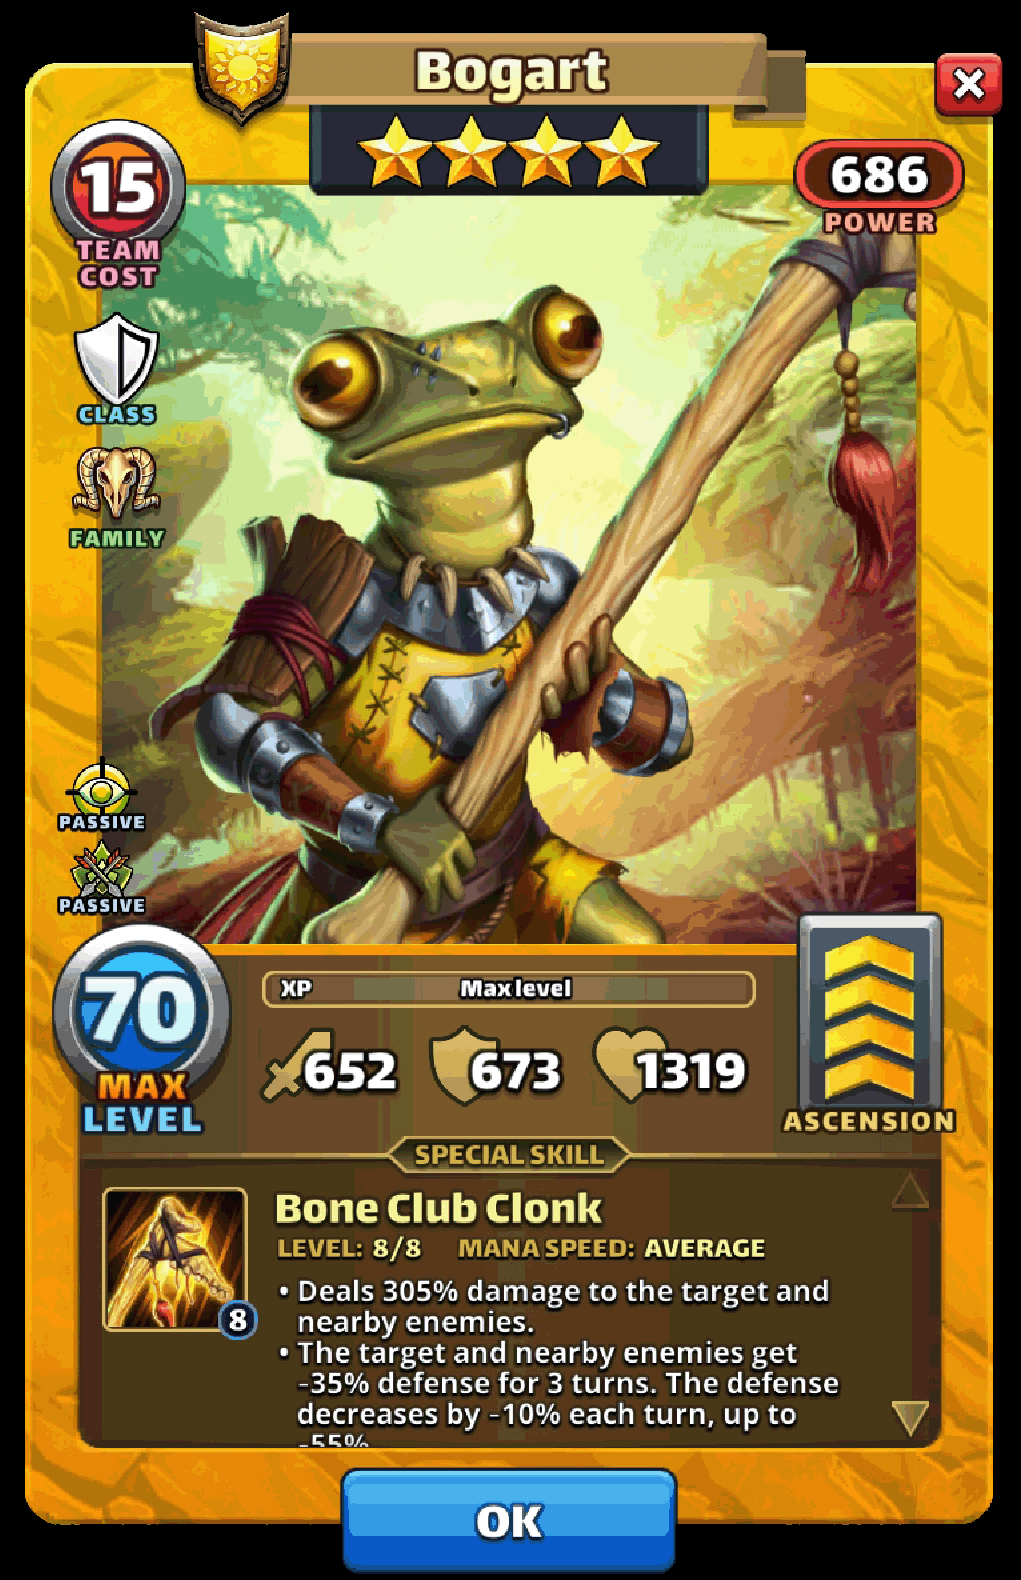 Bogart
15
TEAM
COST
686
POWER
CLASS
FAMILY
PASSIVE
PASSIVE
70
MAX
LEVEL
XP Max level
652 673 1319
ASCENSION
SPECIAL SKILL
Bone Club Clonk
LEVEL: 8/8 MANA SPEED: AVERAGE
8
• Deals 305% damage to the target and
nearby enemies.
• The target and nearby enemies get
-35% defense for 3 turns. The defense
decreases by -10% each turn, up to
-55%
OK